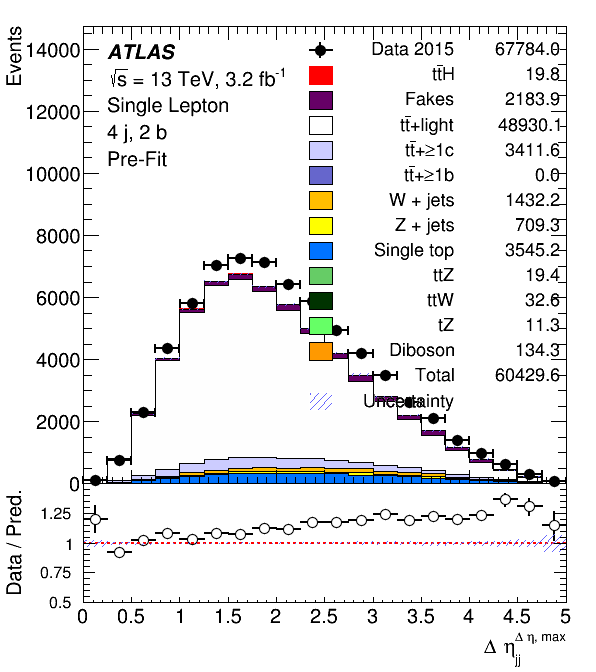 Events
14000
12000
10000
8000
6000
4000
2000
0
ATLAS
√s = 13 TeV, 3.2 fb⁻¹
Single Lepton
4 j, 2 b
Pre-Fit
Data 2015 67784.0
tt̄H 19.8
Fakes 2183.9
tt̄+light 48930.1
tt̄+≥1c 3411.6
tt̄+≥1b 0.0
W + jets 1432.2
Z + jets 709.3
Single top 3545.2
ttZ 19.4
ttW 32.6
tZ 11.3
Diboson 134.3
Total 60429.6
Uncertainty
Data / Pred.
1.25
1
0.75
0.5
0 0.5 1 1.5 2 2.5 3 3.5 4 4.5 5
Δ η_jj^Δ η, max